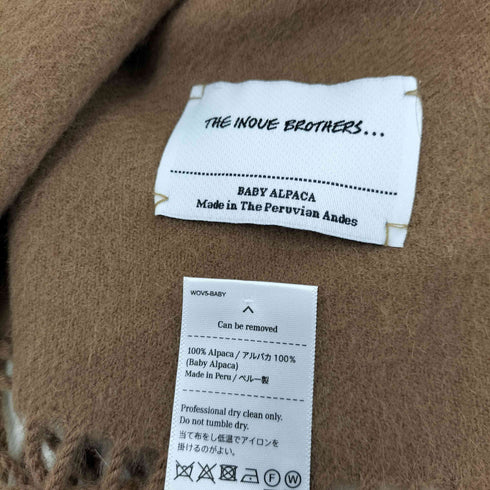 THE INOUE BROTHERS...
BABY ALPACA
Made in The Peruvian Andes
WOV5-BABY
Can be removed
100% Alpaca / アルパカ 100%
(Baby Alpaca)
Made in Peru / ペルー製
Professional dry clean only.
Do not tumble dry.
当て布をし低温でアイロンを
掛けるのがよい。